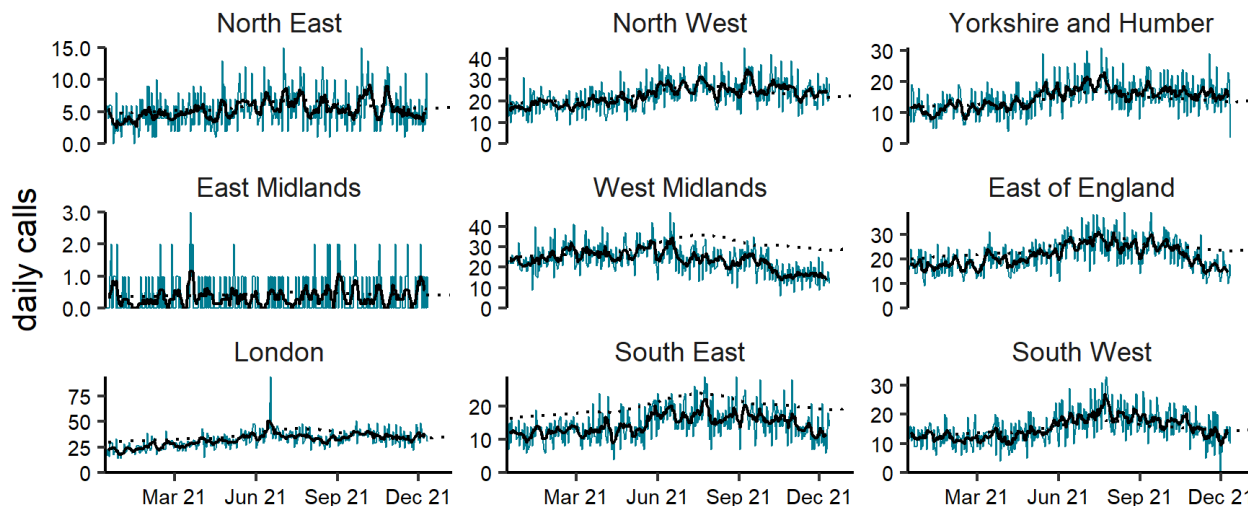 North East
North West
Yorkshire and Humber
15.0
10.0
5.0
0.0
40
30
20
10
0
30
20
10
0
daily calls
East Midlands
West Midlands
East of England
3.0
2.0
1.0
0.0
40
30
20
10
0
30
20
10
0
London
South East
South West
75
50
25
0
20
10
0
30
20
10
0
Mar 21 Jun 21 Sep 21 Dec 21
Mar 21 Jun 21 Sep 21 Dec 21
Mar 21 Jun 21 Sep 21 Dec 21